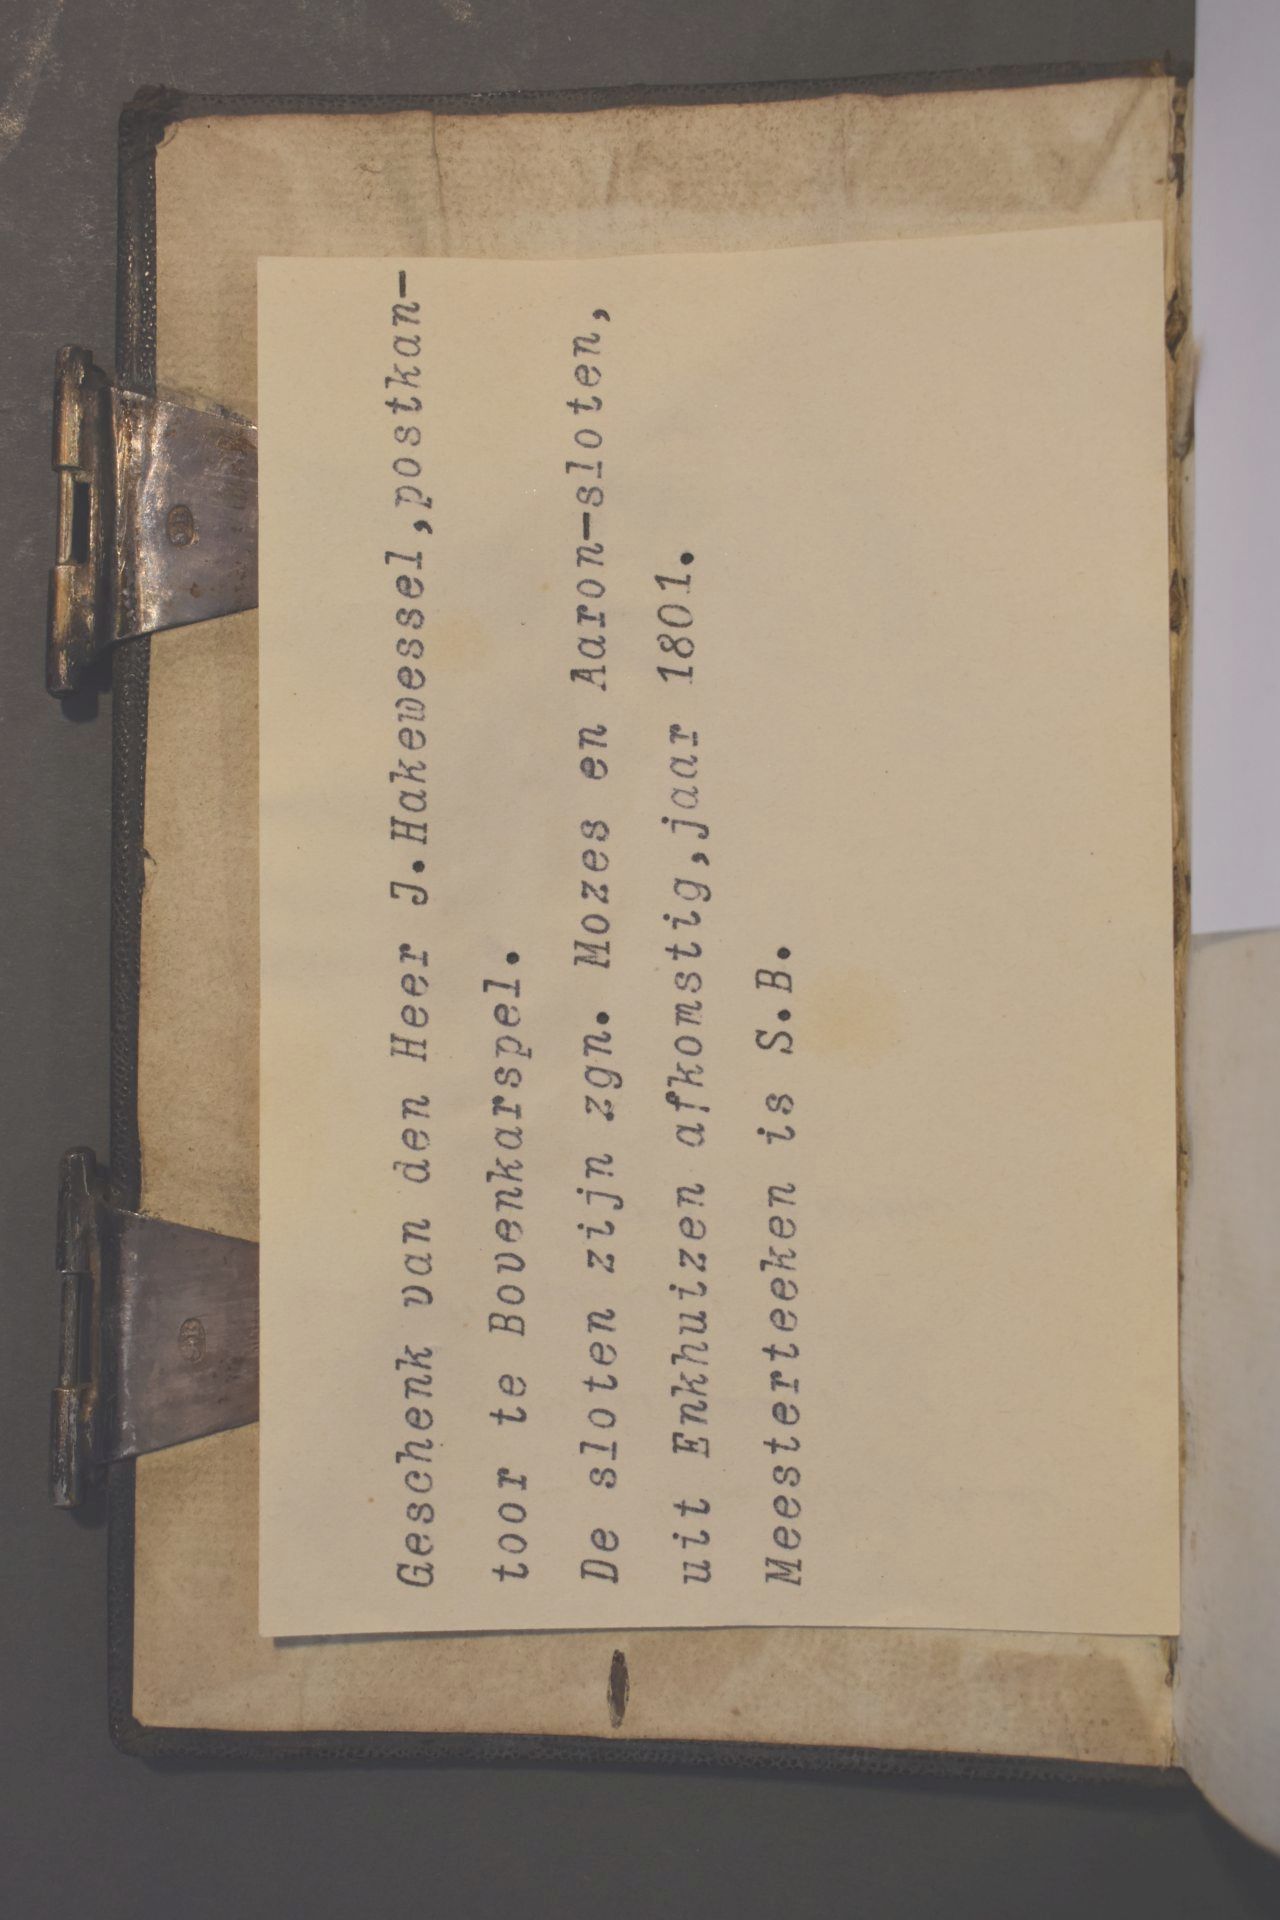 Geschenk van den Heer J.Hakewessel,postkan-
toor te Bovenkarspel.
De sloten zijn zgn. Mozes en Aaron-sloten,
uit Enkhuizen afkomstig,jaar 1801.
Meesterteeken is S.B.